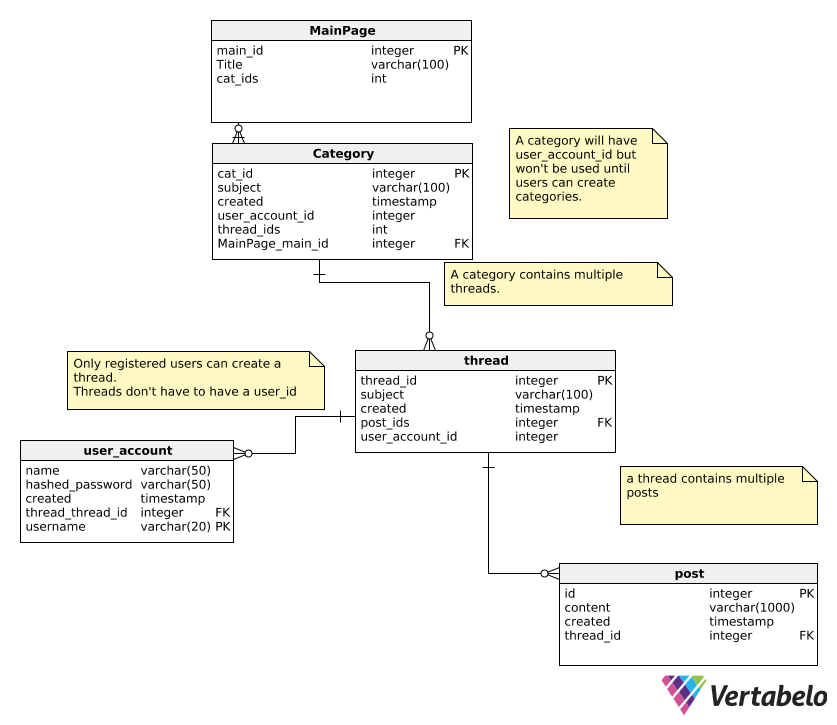 MainPage
main_id integer PK
Title varchar(100)
cat_ids int
Category
cat_id integer PK
subject varchar(100)
created timestamp
user_account_id integer
thread_ids int
MainPage_main_id integer FK
A category will have
user_account_id but
won't be used until
users can create
categories.
A category contains multiple
threads.
Only registered users can create a
thread.
Threads don't have to have a user_id
thread
thread_id integer PK
subject varchar(100)
created timestamp
post_ids integer FK
user_account_id integer
user_account
name varchar(50)
hashed_password varchar(50)
created timestamp
thread_thread_id integer FK
username varchar(20) PK
a thread contains multiple
posts
post
id integer PK
content varchar(1000)
created timestamp
thread_id integer FK
Vertabelo